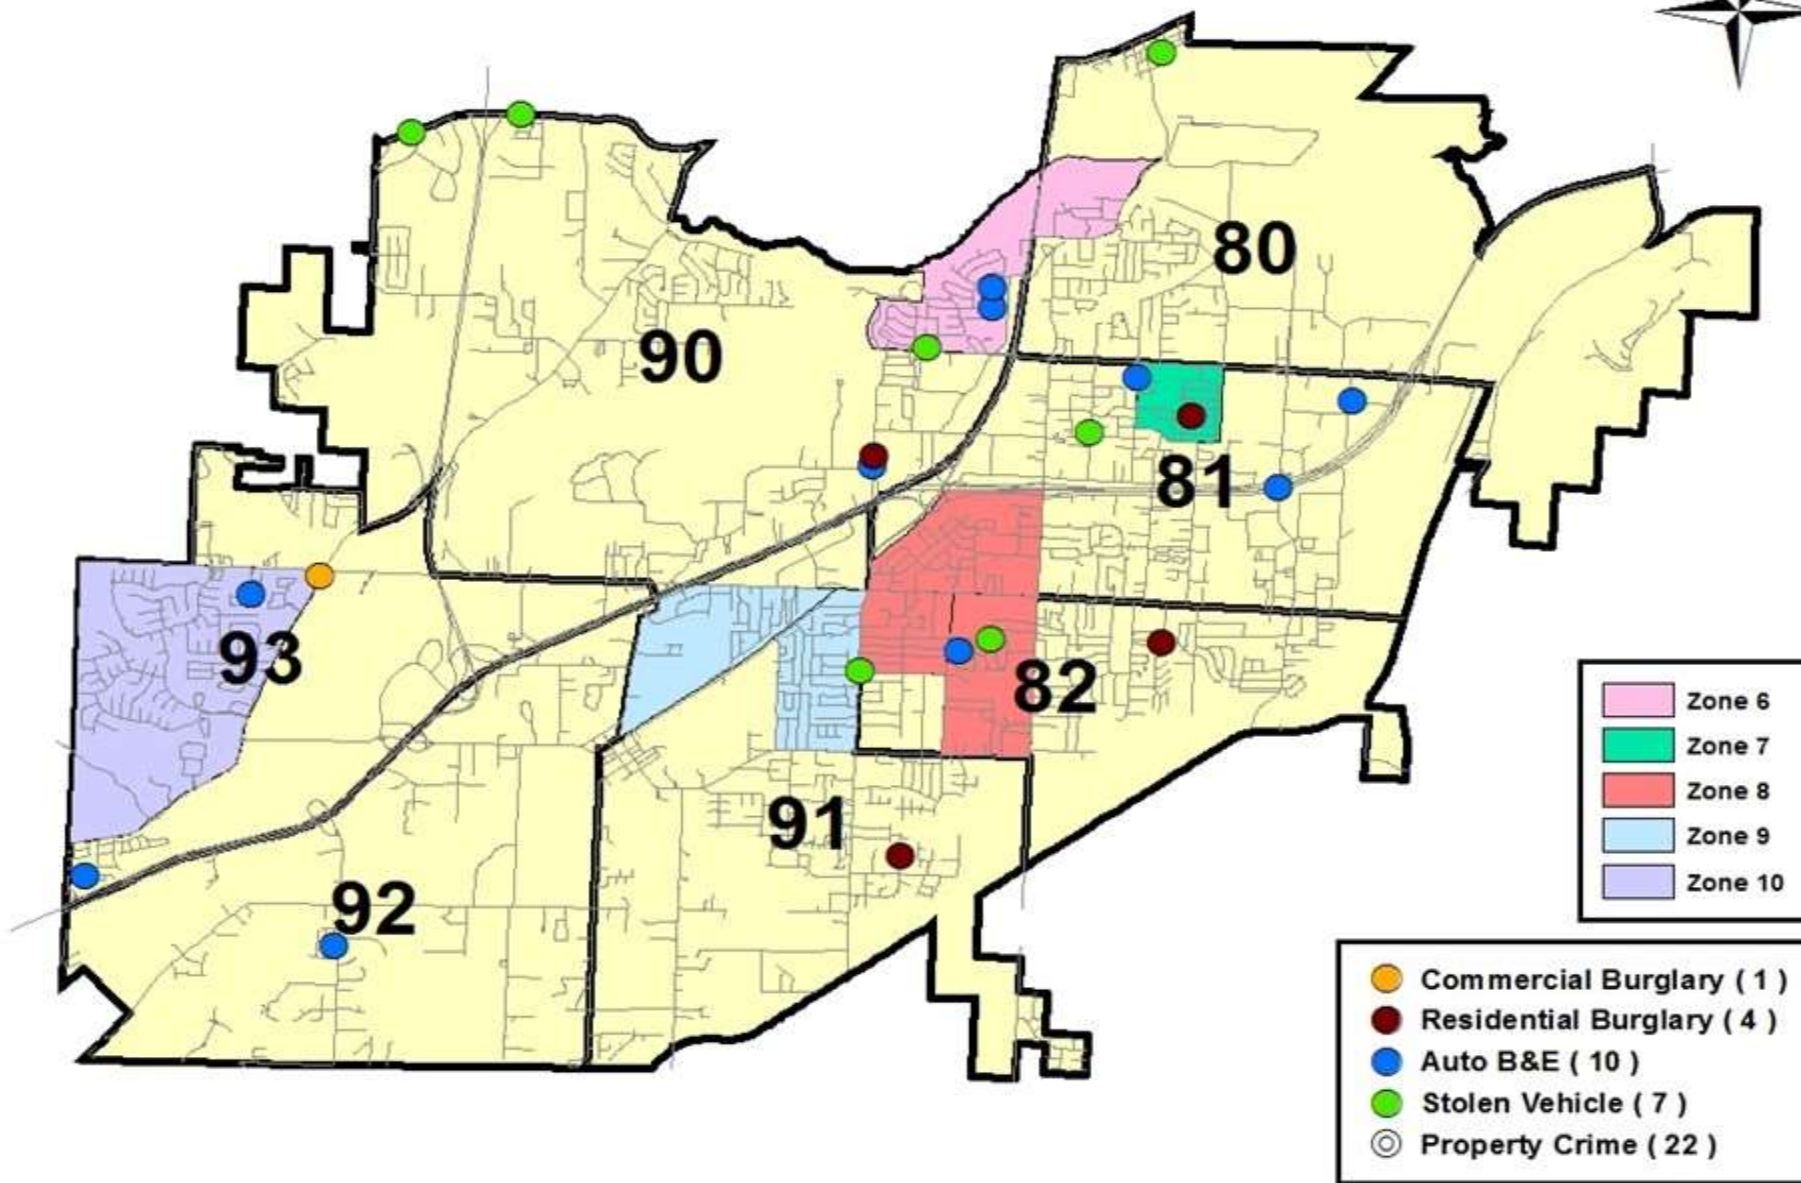 80
90
81
93
82
91
92
Zone 6
Zone 7
Zone 8
Zone 9
Zone 10
Commercial Burglary ( 1 )
Residential Burglary ( 4 )
Auto B&E ( 10 )
Stolen Vehicle ( 7 )
Property Crime ( 22 )